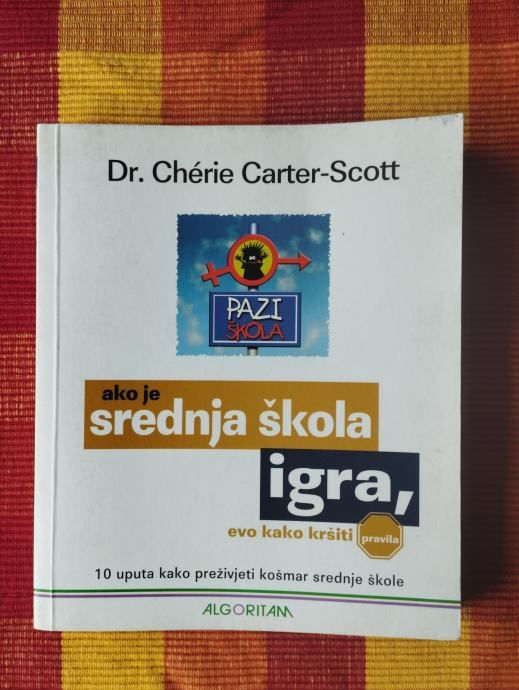 Dr. Chérie Carter-Scott
PAZI
ŠKOLA
ako je
srednja škola
igra,
evo kako kršiti pravila
10 uputa kako preživjeti košmar srednje škole
ALGORITAM